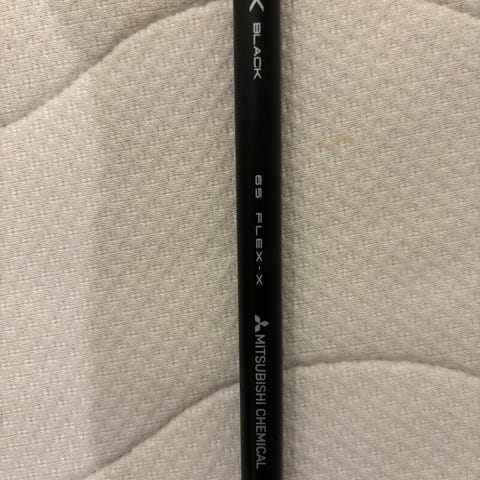 BLACK
65 FLEX-X
MITSUBISHI CHEMICAL